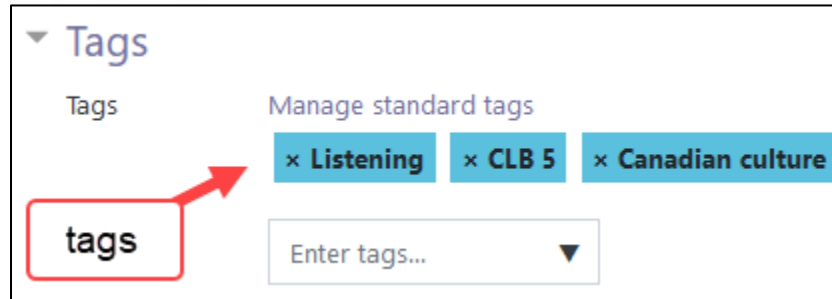 Tags
Tags
Manage standard tags
× Listening
× CLB 5
× Canadian culture
tags
Enter tags...